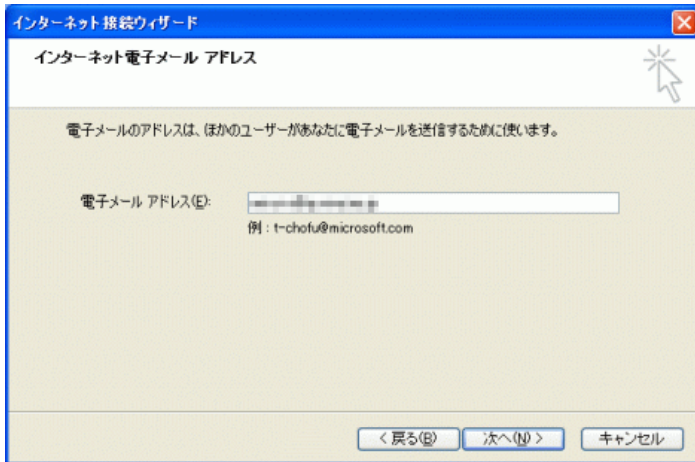 インターネット接続ウィザード
インターネット電子メール アドレス
電子メールのアドレスは、ほかのユーザーがあなたに電子メールを送信するために使います。
電子メール アドレス(E):
例 : t-chofu@microsoft.com
< 戻る(B)
次へ(N) >
キャンセル